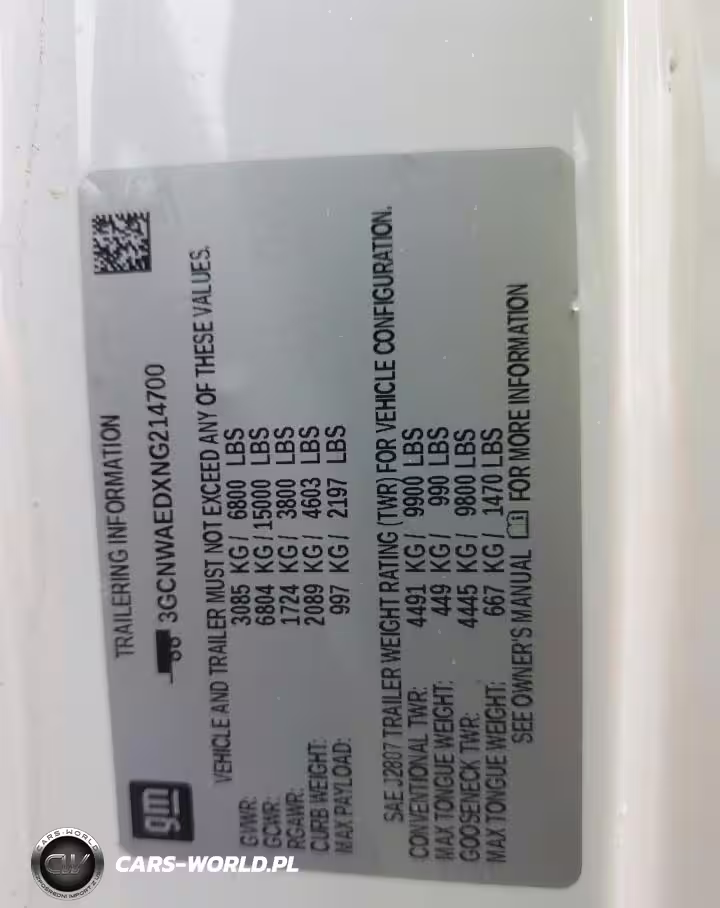 gm
TRAILERING INFORMATION
3GCNWAEDXNG214700
VEHICLE AND TRAILER MUST NOT EXCEED ANY OF THESE VALUES.
GVWR: 3085 KG / 6800 LBS
GCWR: 6804 KG / 15000 LBS
RGAWR: 1724 KG / 3800 LBS
CURB WEIGHT: 2089 KG / 4603 LBS
MAX PAYLOAD: 997 KG / 2197 LBS
SAE J2807 TRAILER WEIGHT RATING (TWR) FOR VEHICLE CONFIGURATION.
CONVENTIONAL TWR: 4491 KG / 9900 LBS
MAX TONGUE WEIGHT: 449 KG / 990 LBS
GOOSENECK TWR: 4445 KG / 9800 LBS
MAX TONGUE WEIGHT: 667 KG / 1470 LBS
SEE OWNER'S MANUAL FOR MORE INFORMATION
CARS-WORLD
CW
CARS-WORLD.PL